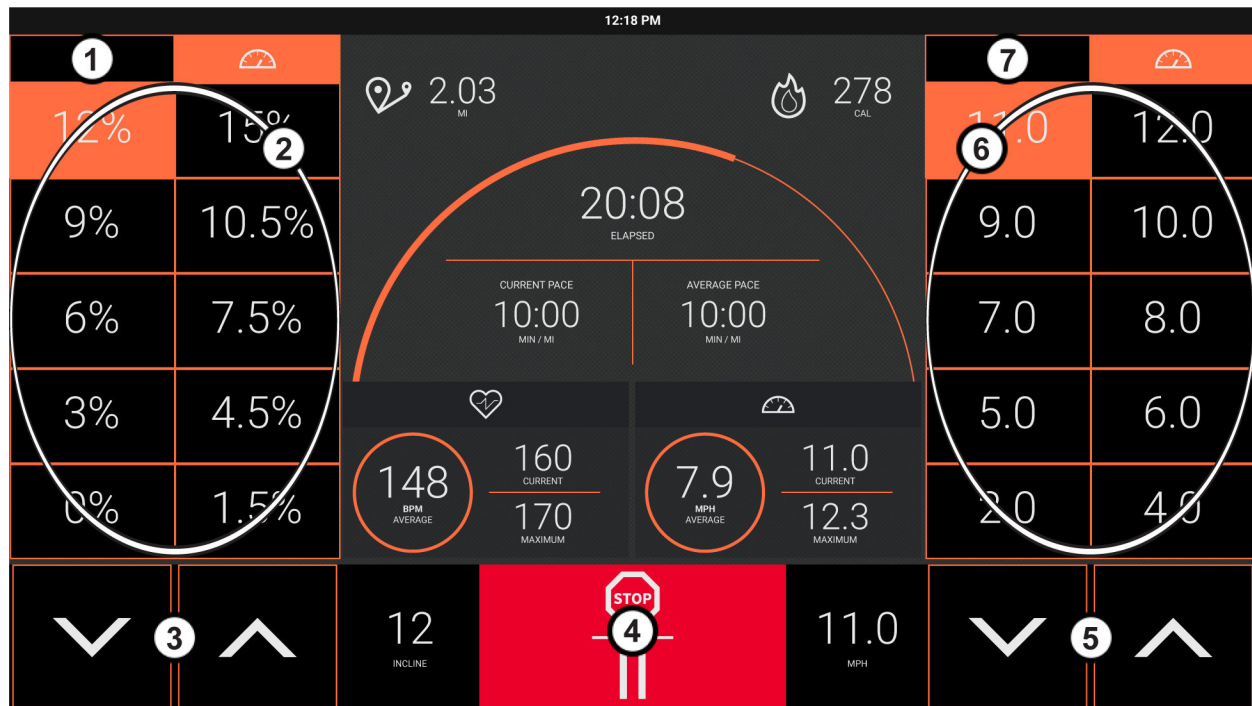 12:18 PM
1
7
2.03
MI
278
CAL
12%
15%
2
6
11.0
12.0
20:08
ELAPSED
9%
10.5%
9.0
10.0
CURRENT PACE
10:00
MIN / MI
AVERAGE PACE
10:00
MIN / MI
6%
7.5%
7.0
8.0
3%
4.5%
5.0
6.0
148
BPM
AVERAGE
160
CURRENT
170
MAXIMUM
7.9
MPH
AVERAGE
11.0
CURRENT
12.3
MAXIMUM
0%
1.5%
2.0
4.0
3
12
INCLINE
STOP
4
11.0
MPH
5